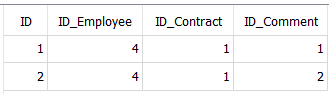 ID ID_Employee ID_Contract ID_Comment
1 4 1 1
2 4 1 2